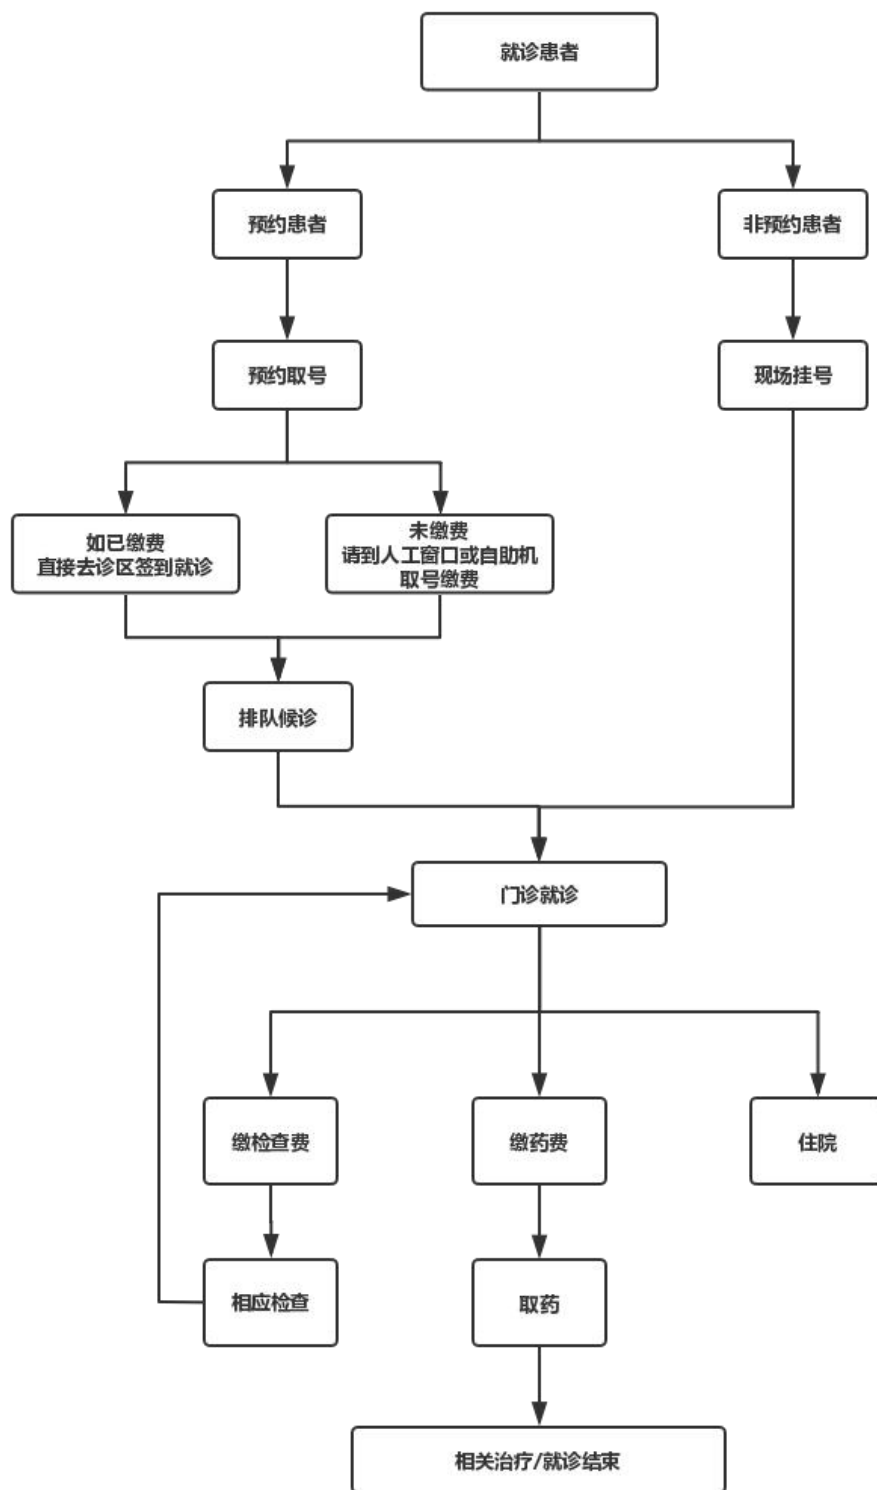 就诊患者
预约患者
非预约患者
预约取号
现场挂号
如已缴费
直接去诊区签到就诊
未缴费
请到人工窗口或自助机
取号缴费
排队候诊
门诊就诊
缴检查费
缴药费
住院
相应检查
取药
相关治疗/就诊结束